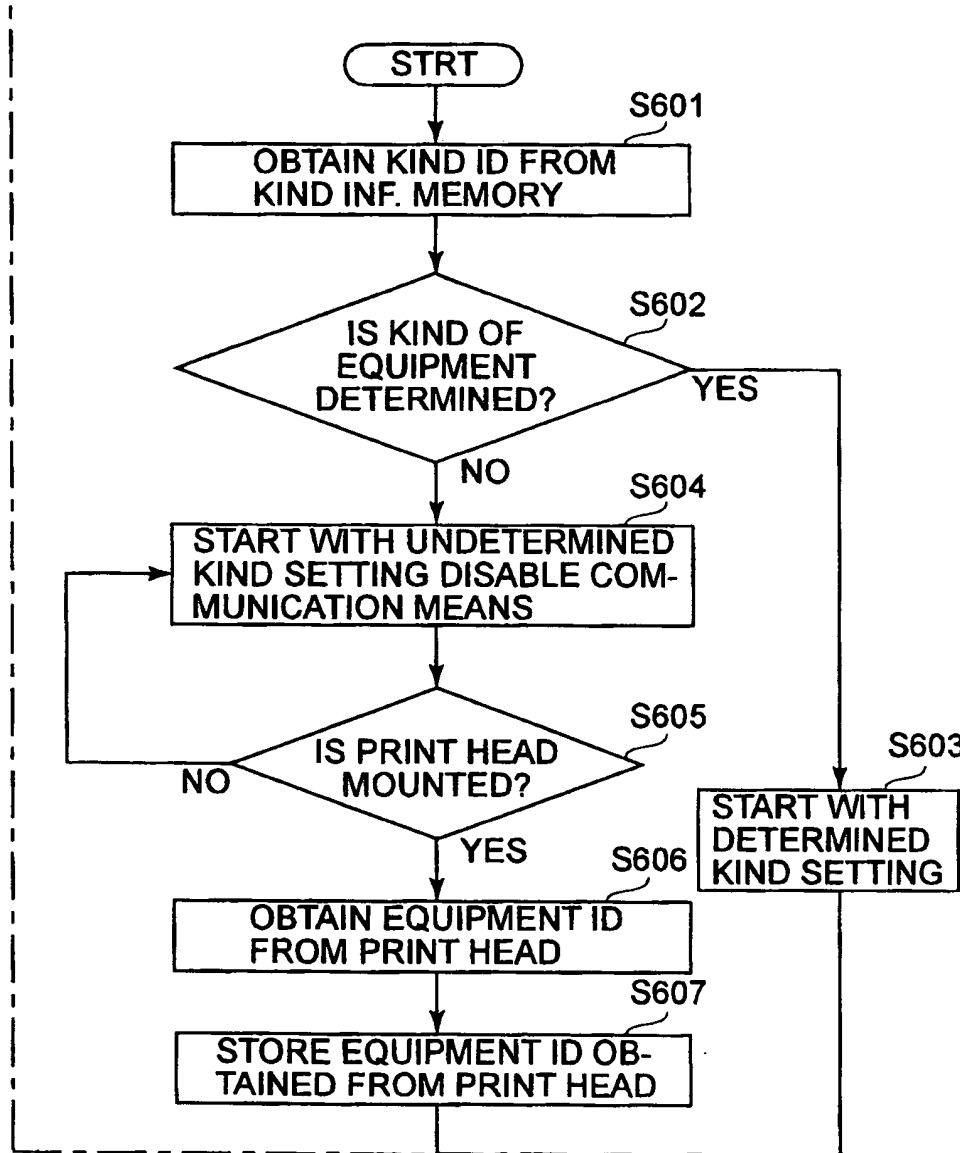 STRT
S601
OBTAIN KIND ID FROM
KIND INF. MEMORY
S602
IS KIND OF
EQUIPMENT
DETERMINED?
YES
NO
S604
START WITH UNDETERMINED
KIND SETTING DISABLE COM-
MUNICATION MEANS
S605
IS PRINT HEAD
MOUNTED?
NO
YES
S603
START WITH
DETERMINED
KIND SETTING
S606
OBTAIN EQUIPMENT ID
FROM PRINT HEAD
S607
STORE EQUIPMENT ID OB-
TAINED FROM PRINT HEAD